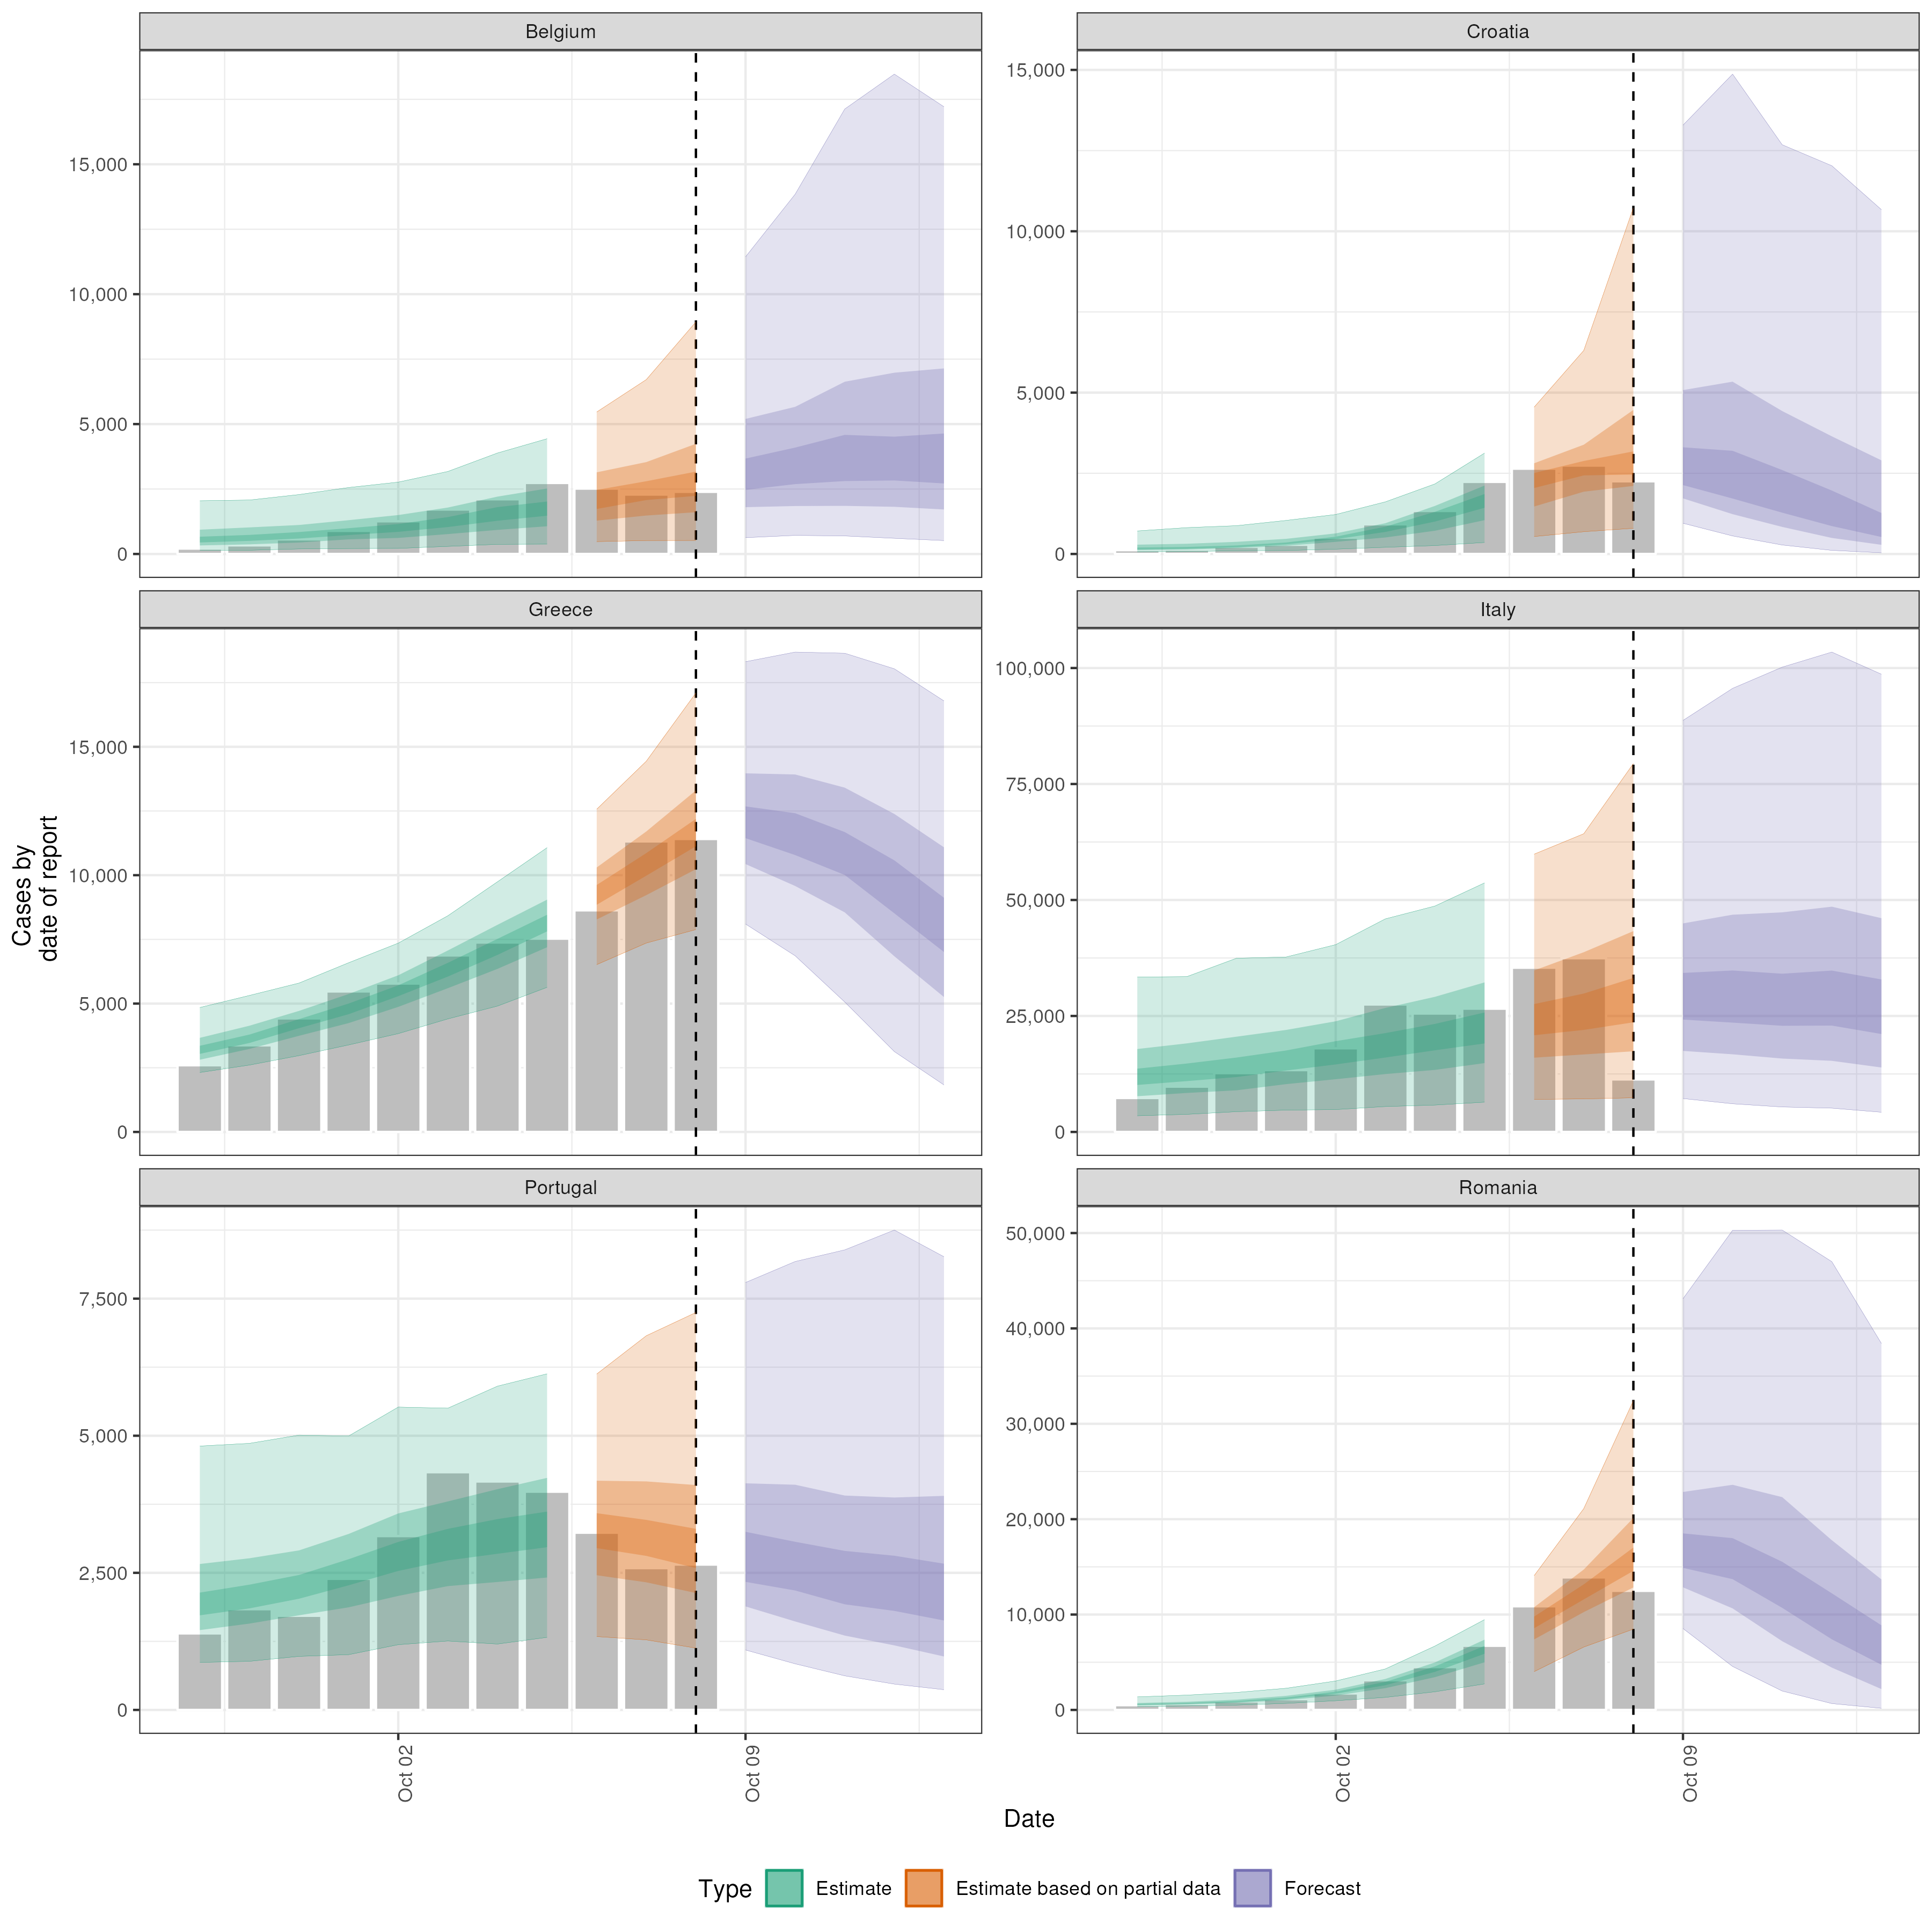 Belgium
Croatia
15,000
10,000
5,000
0
15,000
10,000
5,000
0
Greece
Italy
15,000
10,000
5,000
0
100,000
75,000
50,000
25,000
0
Cases by
date of report
Portugal
Romania
7,500
5,000
2,500
0
50,000
40,000
30,000
20,000
10,000
0
Oct 02
Oct 09
Oct 02
Oct 09
Date
Type
Estimate
Estimate based on partial data
Forecast